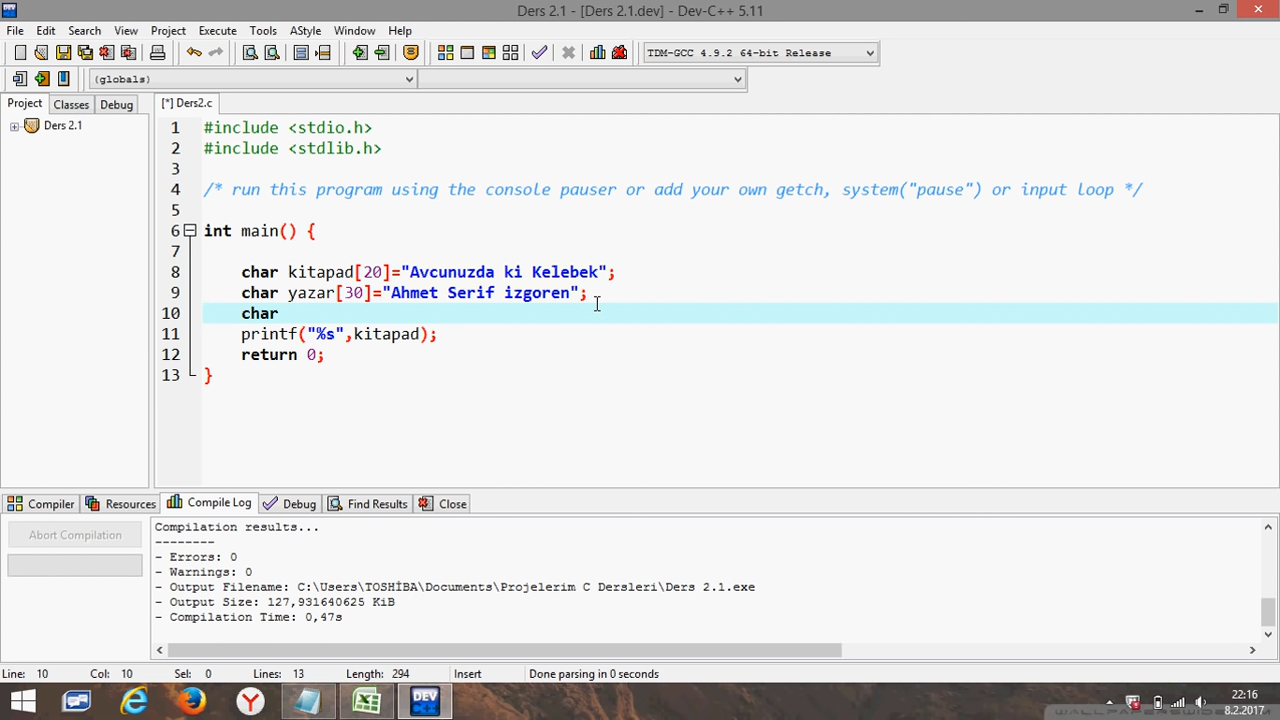 Ders 2.1 - [Ders 2.1.dev] - Dev-C++ 5.11
File Edit Search View Project Execute Tools AStyle Window Help
TDM-GCC 4.9.2 64-bit Release
(globals)
Project Classes Debug
[*] Ders2.c
Ders 2.1
1 #include <stdio.h>
2 #include <stdlib.h>
3
4 /* run this program using the console pauser or add your own getch, system("pause") or input loop */
5
6 int main() {
7
8 char kitapad[20]="Avcunuzda ki Kelebek";
9 char yazar[30]="Ahmet Serif izgoren";
10 char
11 printf("%s",kitapad);
12 return 0;
13 }
Compiler Resources Compile Log Debug Find Results Close
Abort Compilation
Compilation results...
--------
- Errors: 0
- Warnings: 0
- Output Filename: C:\Users\TOSHİBA\Documents\Projelerim C Dersleri\Ders 2.1.exe
- Output Size: 127,931640625 KiB
- Compilation Time: 0,47s
Line: 10 Col: 10 Sel: 0 Lines: 13 Length: 294 Insert Done parsing in 0 seconds
DEV
22:16
8.2.2017